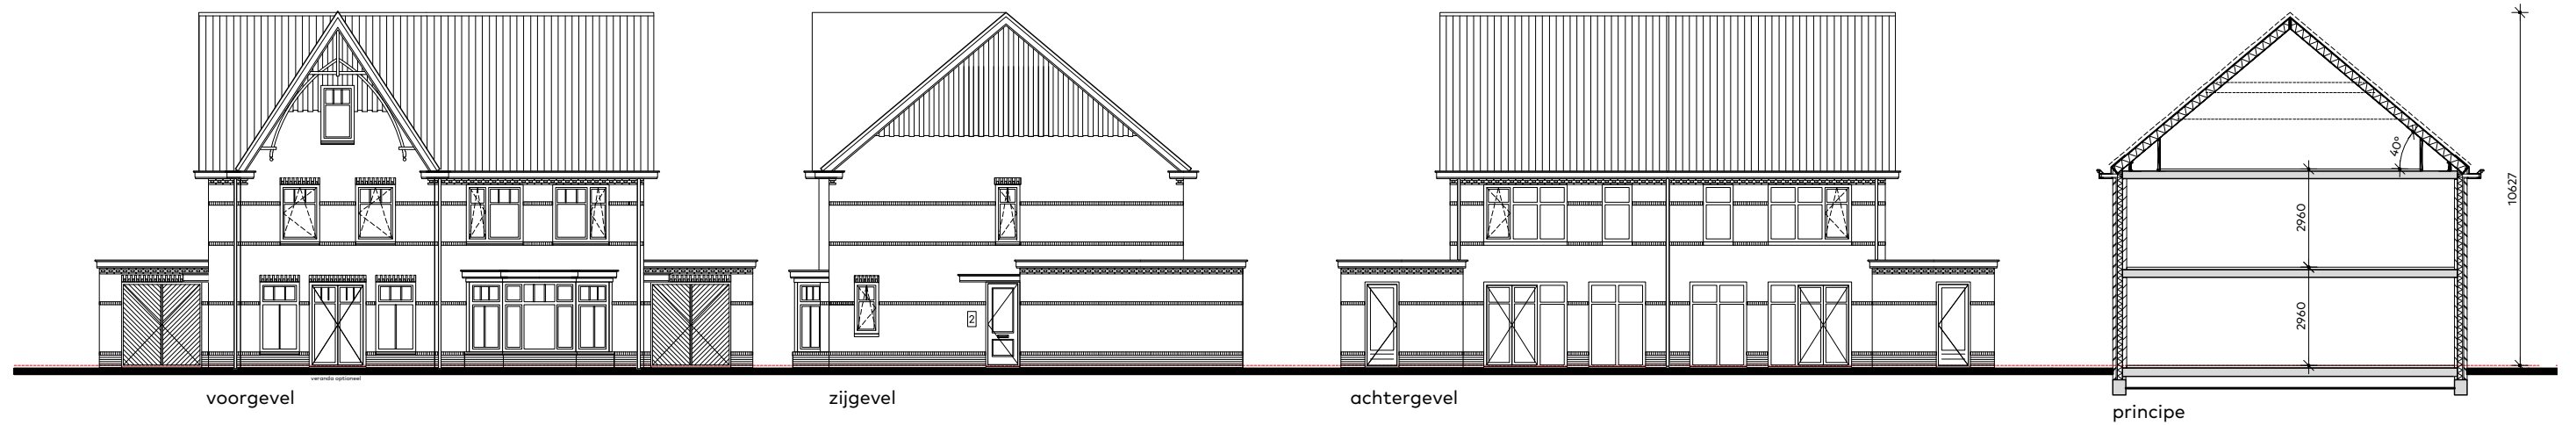 veranda optioneel
voorgevel
2
zijgevel
achtergevel
40°
2960
2960
10627
principe